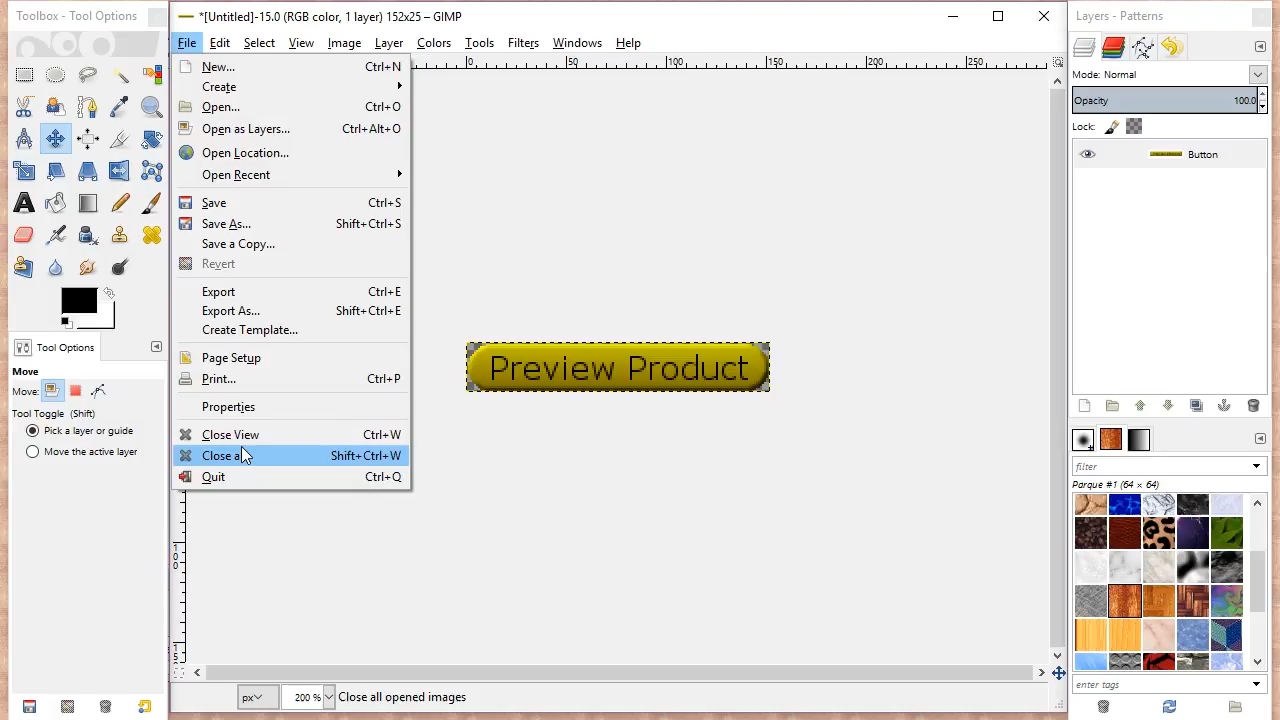 Toolbox - Tool Options
*[Untitled]-15.0 (RGB color, 1 layer) 152x25 – GIMP
Layers - Patterns
File Edit Select View Image Layer Colors Tools Filters Windows Help
New... Ctrl+N
Create
Open... Ctrl+O
Open as Layers... Ctrl+Alt+O
Open Location...
Open Recent
Save Ctrl+S
Save As... Shift+Ctrl+S
Save a Copy...
Revert
Export Ctrl+E
Export As... Shift+Ctrl+E
Create Template...
Page Setup
Print... Ctrl+P
Properties
Close View Ctrl+W
Close Shift+Ctrl+W
Quit Ctrl+Q
0 50 100 150 200 250
Preview Product
100
15
px 200 % Close all opened images
Tool Options
Move
Move:
Tool Toggle (Shift)
Pick a layer or guide
Move the active layer
Mode: Normal
Opacity 100.0
Lock:
Button
filter
Parque #1 (64 × 64)
enter tags